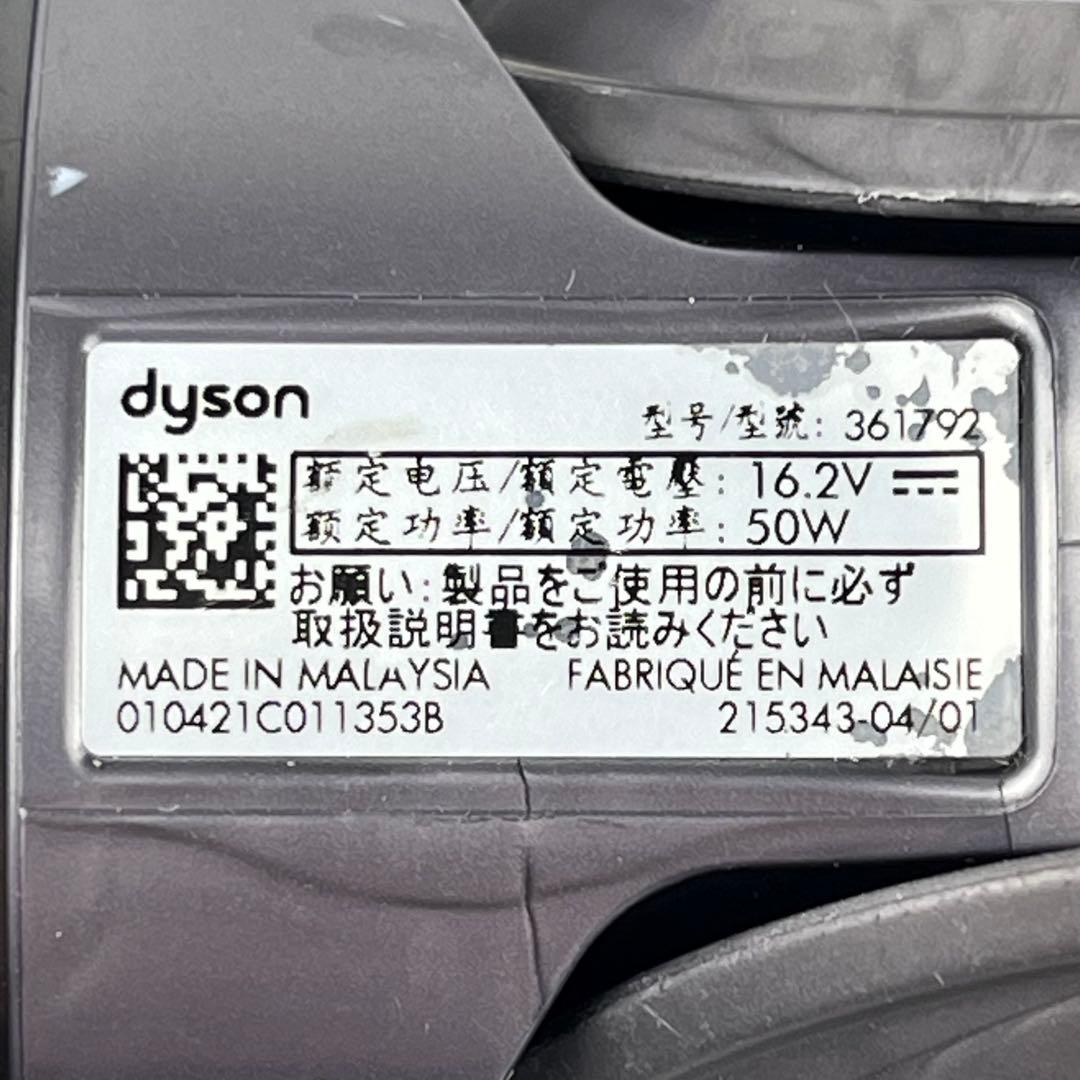 dyson
型号/型號: 361792
额定电压/額定電壓: 16.2V
额定功率/額定功率: 50W
お願い:製品をご使用の前に必ず
取扱説明書をお読みください
MADE IN MALAYSIA FABRIQUÉ EN MALAISIE
010421C011353B 215343-04/01